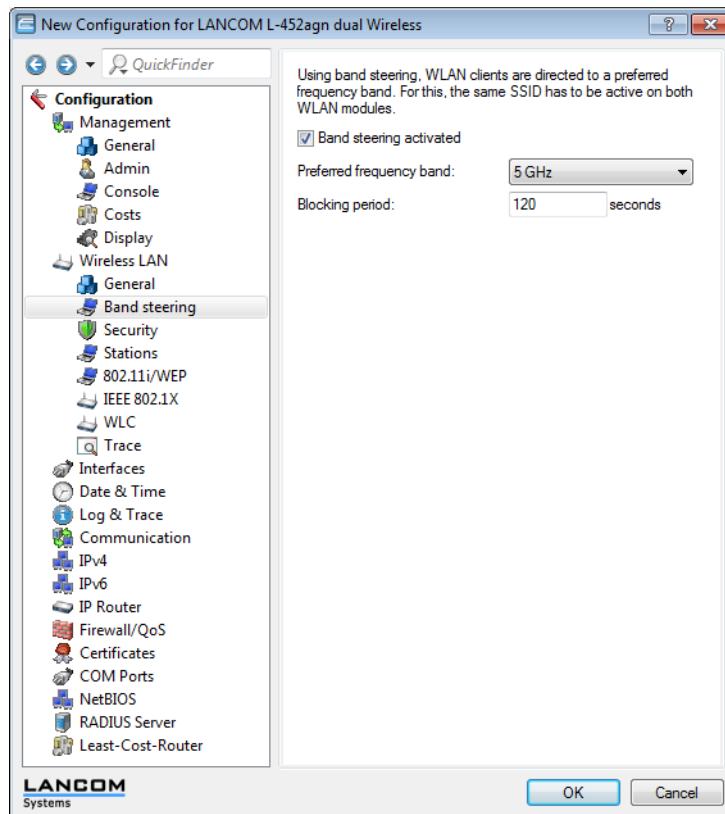 New Configuration for LANCOM L-452agn dual Wireless
QuickFinder
Configuration
Management
General
Admin
Console
Costs
Display
Wireless LAN
General
Band steering
Security
Stations
802.11i/WEP
IEEE 802.1X
WLC
Trace
Interfaces
Date & Time
Log & Trace
Communication
IPv4
IPv6
IP Router
Firewall/QoS
Certificates
COM Ports
NetBIOS
RADIUS Server
Least-Cost-Router
Using band steering, WLAN clients are directed to a preferred
frequency band. For this, the same SSID has to be active on both
WLAN modules.
Band steering activated
Preferred frequency band: 5 GHz
Blocking period: 120 seconds
LANCOM
Systems
OK Cancel